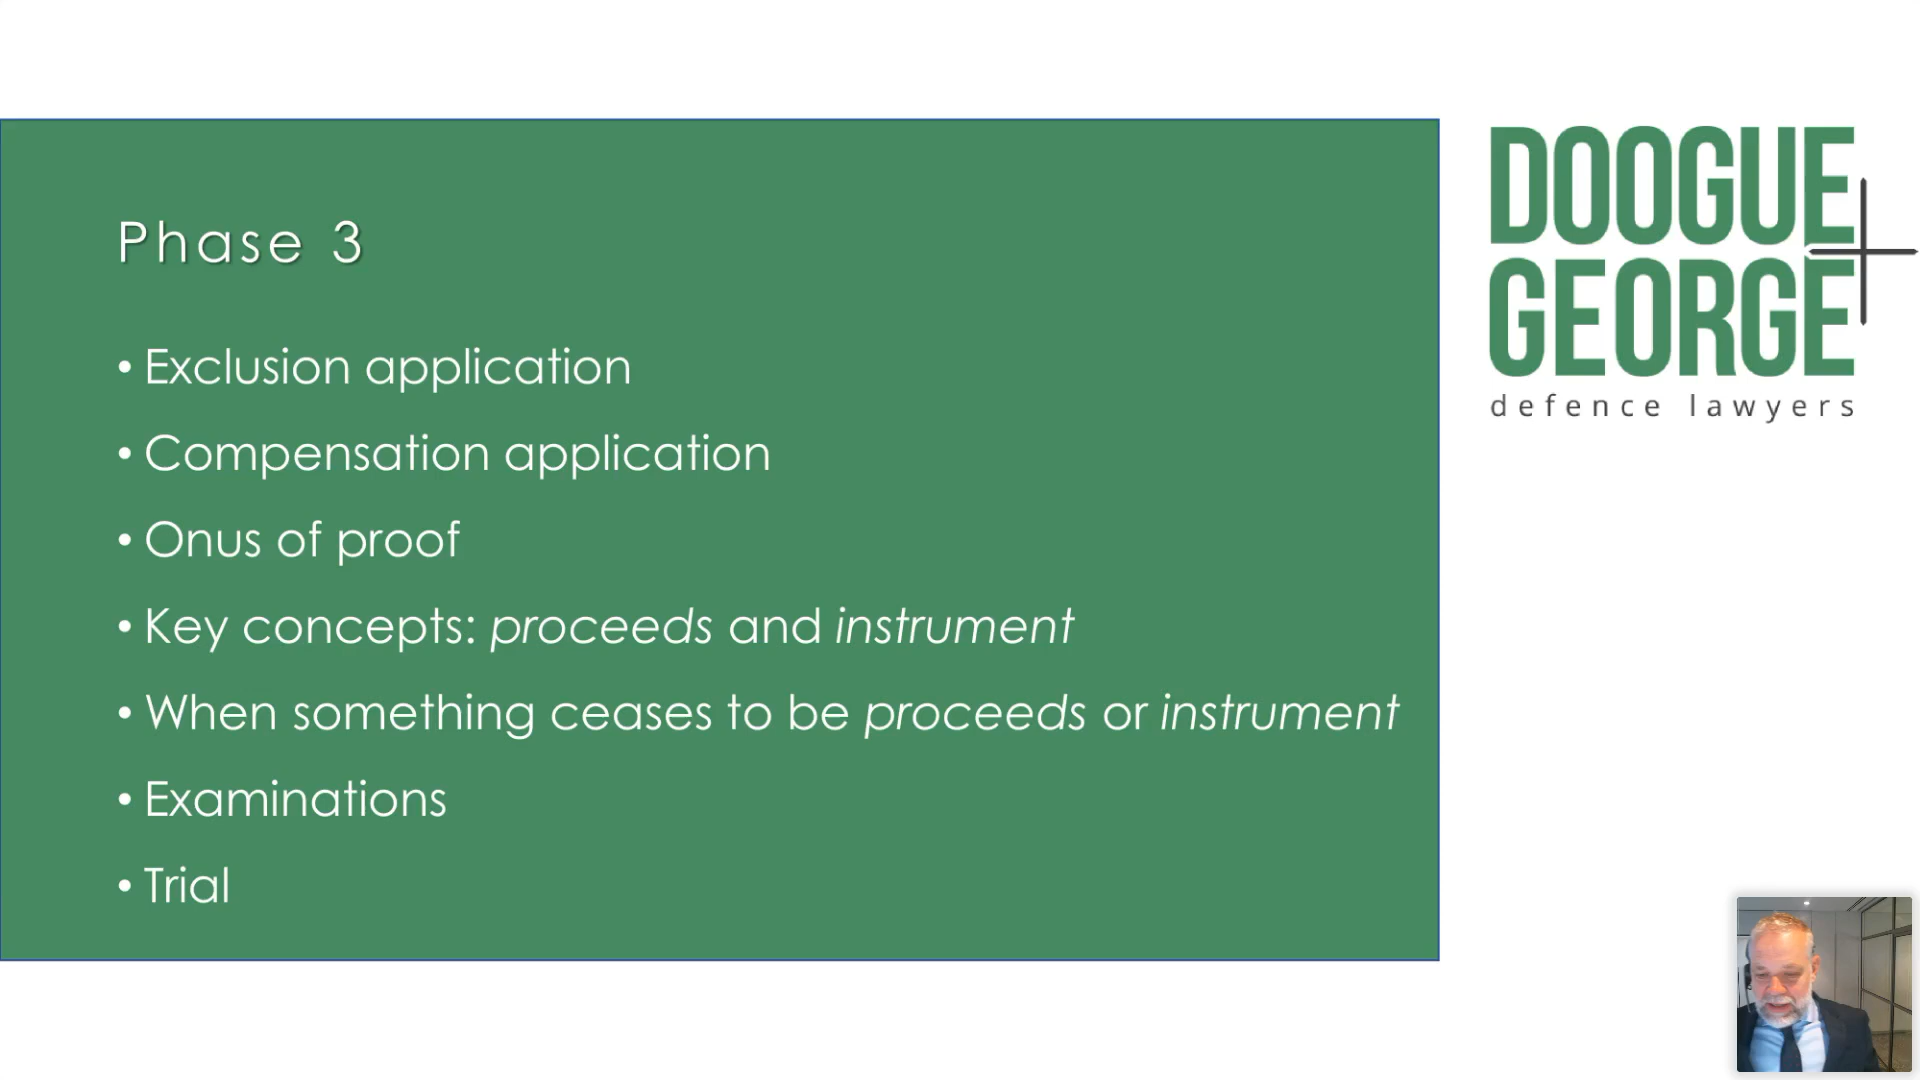 Phase 3
• Exclusion application
• Compensation application
• Onus of proof
• Key concepts: proceeds and instrument
• When something ceases to be proceeds or instrument
• Examinations
• Trial
DOOGUE
GEORGE
defence lawyers